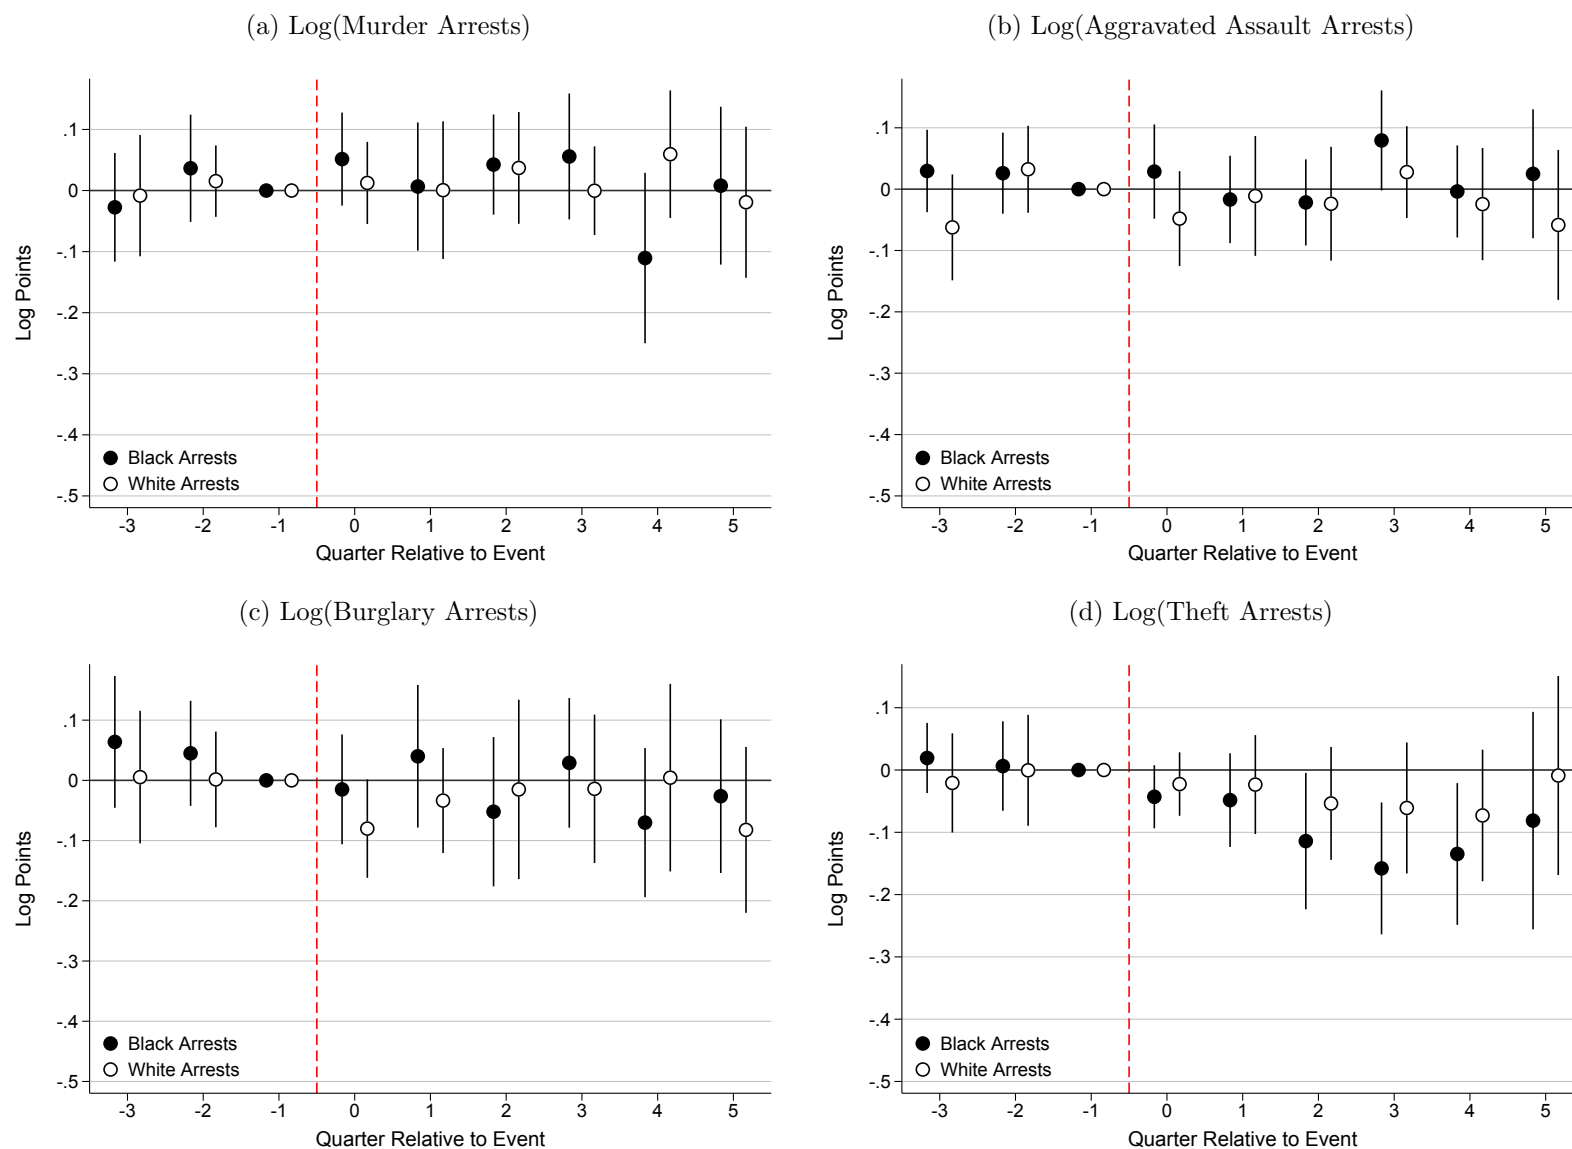 (a) Log(Murder Arrests)
.1
0
-.1
-.2
-.3
-.4
-.5
Log Points
Black Arrests
White Arrests
-3 -2 -1 0 1 2 3 4 5
Quarter Relative to Event
(b) Log(Aggravated Assault Arrests)
.1
0
-.1
-.2
-.3
-.4
-.5
Log Points
Black Arrests
White Arrests
-3 -2 -1 0 1 2 3 4 5
Quarter Relative to Event
(c) Log(Burglary Arrests)
.1
0
-.1
-.2
-.3
-.4
-.5
Log Points
Black Arrests
White Arrests
-3 -2 -1 0 1 2 3 4 5
Quarter Relative to Event
(d) Log(Theft Arrests)
.1
0
-.1
-.2
-.3
-.4
-.5
Log Points
Black Arrests
White Arrests
-3 -2 -1 0 1 2 3 4 5
Quarter Relative to Event